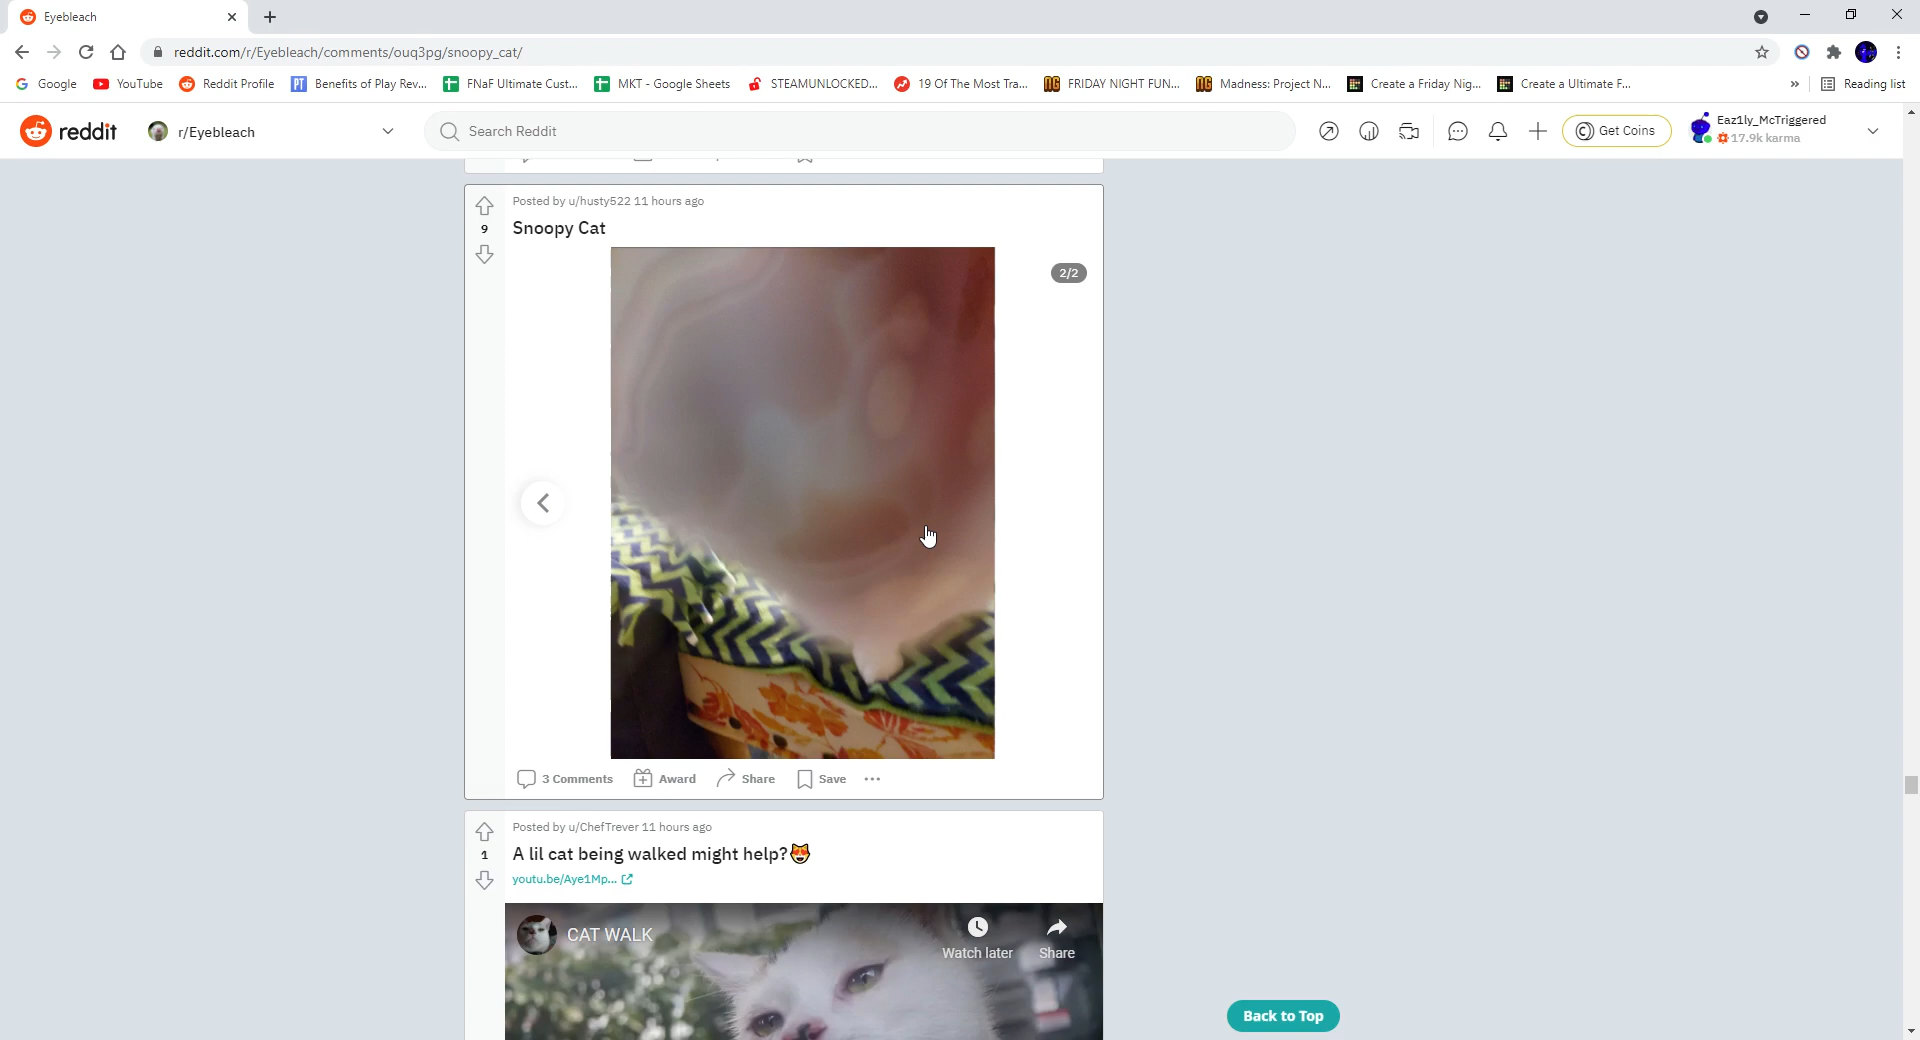 Eyebleach
reddit.com/r/Eyebleach/comments/ouq3pg/snoopy_cat/
Google YouTube Reddit Profile Benefits of Play Rev... FNaF Ultimate Cust... MKT - Google Sheets STEAMUNLOCKED... 19 Of The Most Tra... FRIDAY NIGHT FUN... Madness: Project N... Create a Friday Nig... Create a Ultimate F... » Reading list
reddit r/Eyebleach Search Reddit Get Coins Eaz1ly_McTriggered
17.9k karma
Posted by u/husty522 11 hours ago
9 Snoopy Cat
2/2
3 Comments Award Share Save ...
Posted by u/ChefTrever 11 hours ago
1 A lil cat being walked might help?😻
youtu.be/Aye1Mp...
CAT WALK
Watch later Share
Back to Top